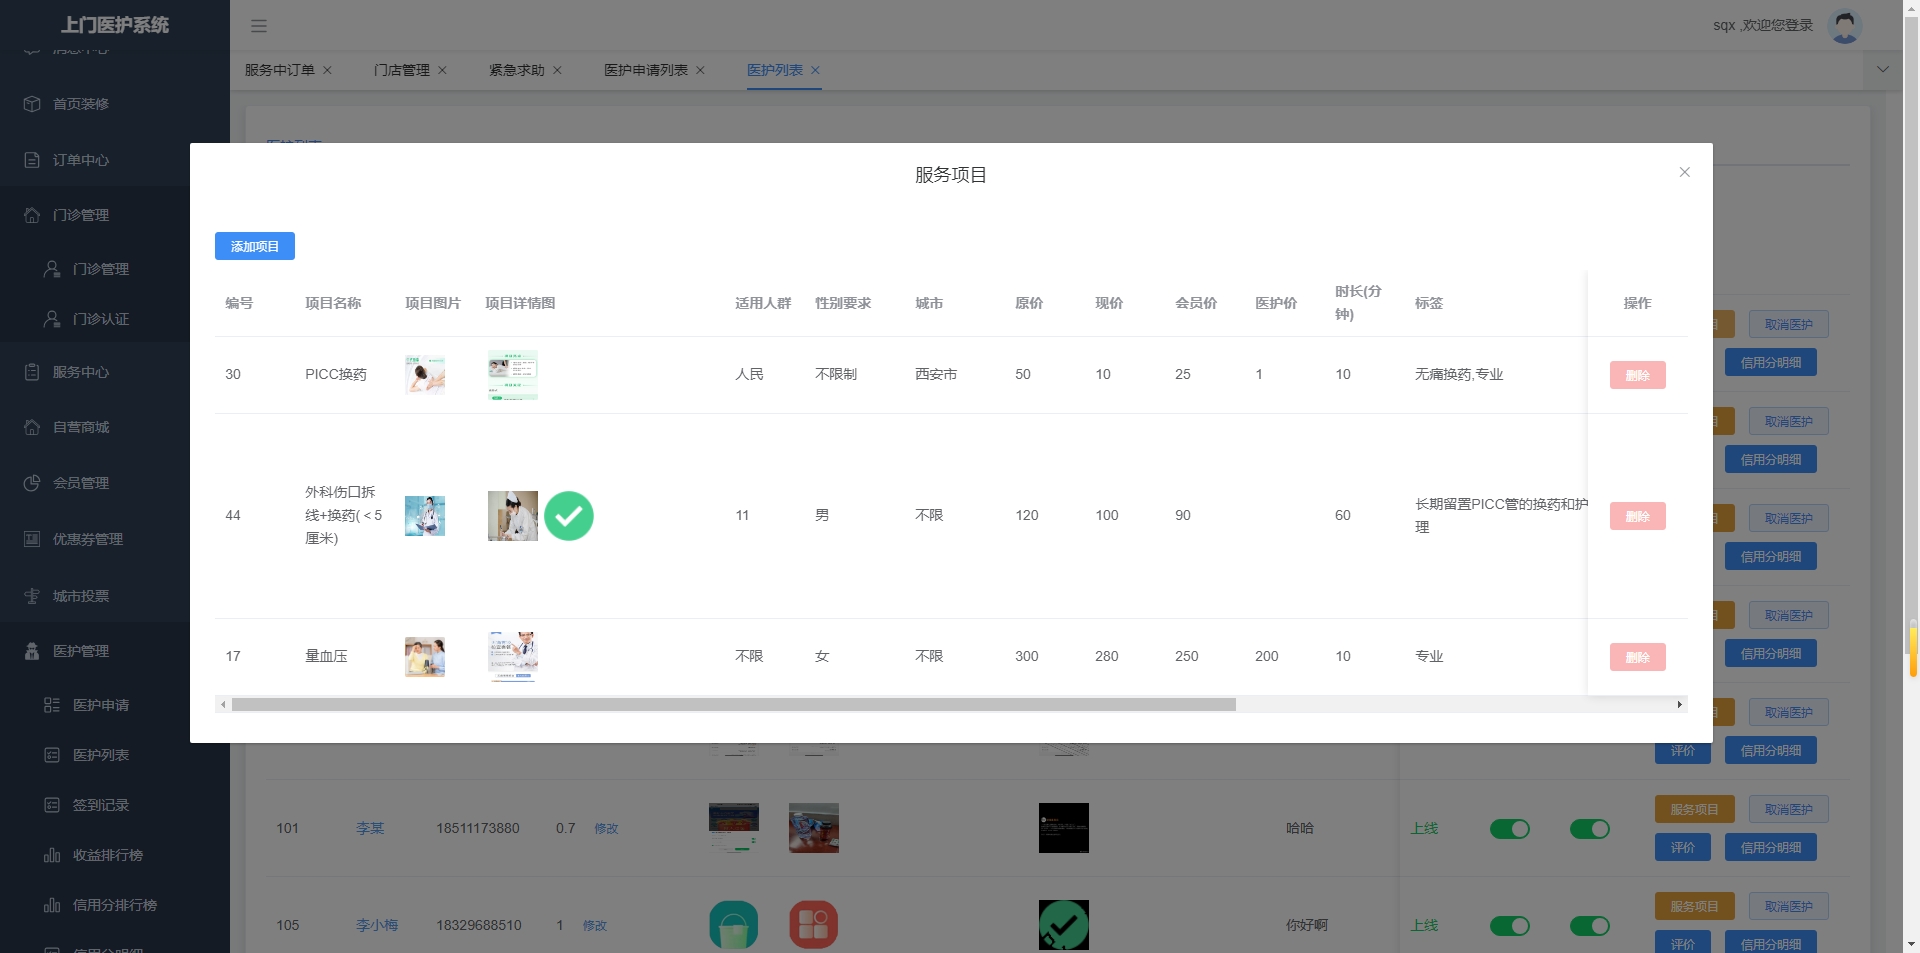 上门医护系统
sqx ,欢迎您登录
服务中订单
门店管理
紧急求助
医护申请列表
医护列表
首页装修
订单中心
门诊管理
门诊管理
门诊认证
服务中心
自营商城
会员管理
优惠券管理
城市投票
医护管理
医护申请
医护列表
签到记录
收益排行榜
信用分排行榜
服务项目
添加项目
编号 项目名称 项目图片 项目详情图 适用人群 性别要求 城市 原价 现价 会员价 医护价 时长(分
钟) 标签 操作
30 PICC换药 人民 不限制 西安市 50 10 25 1 10 无痛换药,专业 删除
44 外科伤口拆
线+换药(＜5
厘米) 11 男 不限 120 100 90 60 长期留置PICC管的换药和护
理 删除
17 量血压 不限 女 不限 300 280 250 200 10 专业 删除
取消医护
信用分明细
取消医护
信用分明细
取消医护
信用分明细
取消医护
信用分明细
取消医护
评价 信用分明细
101 李某 18511173880 0.7 修改 哈哈 上线 服务项目 取消医护
评价 信用分明细
105 李小梅 18329688510 1 修改 你好啊 上线 服务项目 取消医护
评价 信用分明细